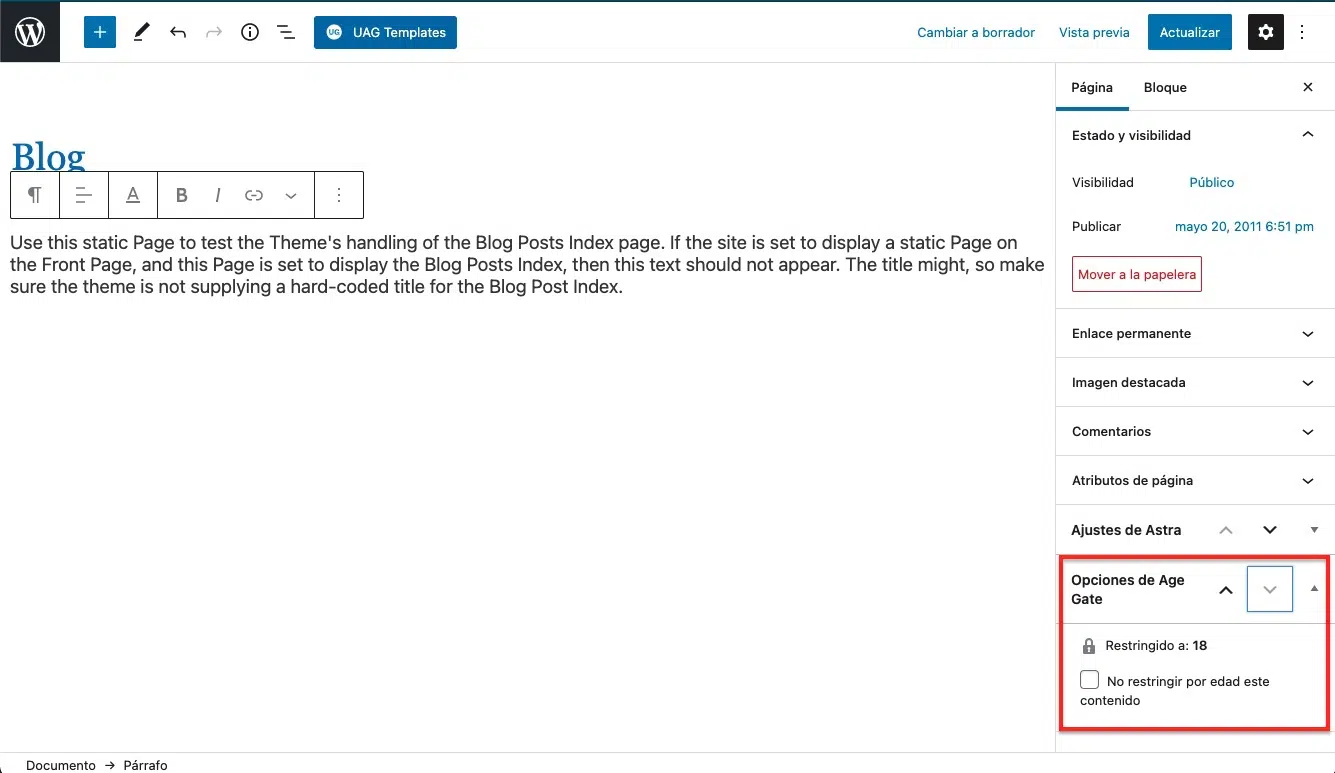 UG UAG Templates
Cambiar a borrador
Vista previa
Actualizar
Blog
A B I
Use this static Page to test the Theme's handling of the Blog Posts Index page. If the site is set to display a static Page on
the Front Page, and this Page is set to display the Blog Posts Index, then this text should not appear. The title might, so make
sure the theme is not supplying a hard-coded title for the Blog Post Index.
Página
Bloque
Estado y visibilidad
Visibilidad Público
Publicar mayo 20, 2011 6:51 pm
Mover a la papelera
Enlace permanente
Imagen destacada
Comentarios
Atributos de página
Ajustes de Astra
Opciones de Age
Gate
Restringido a: 18
No restringir por edad este
contenido
Documento → Párrafo